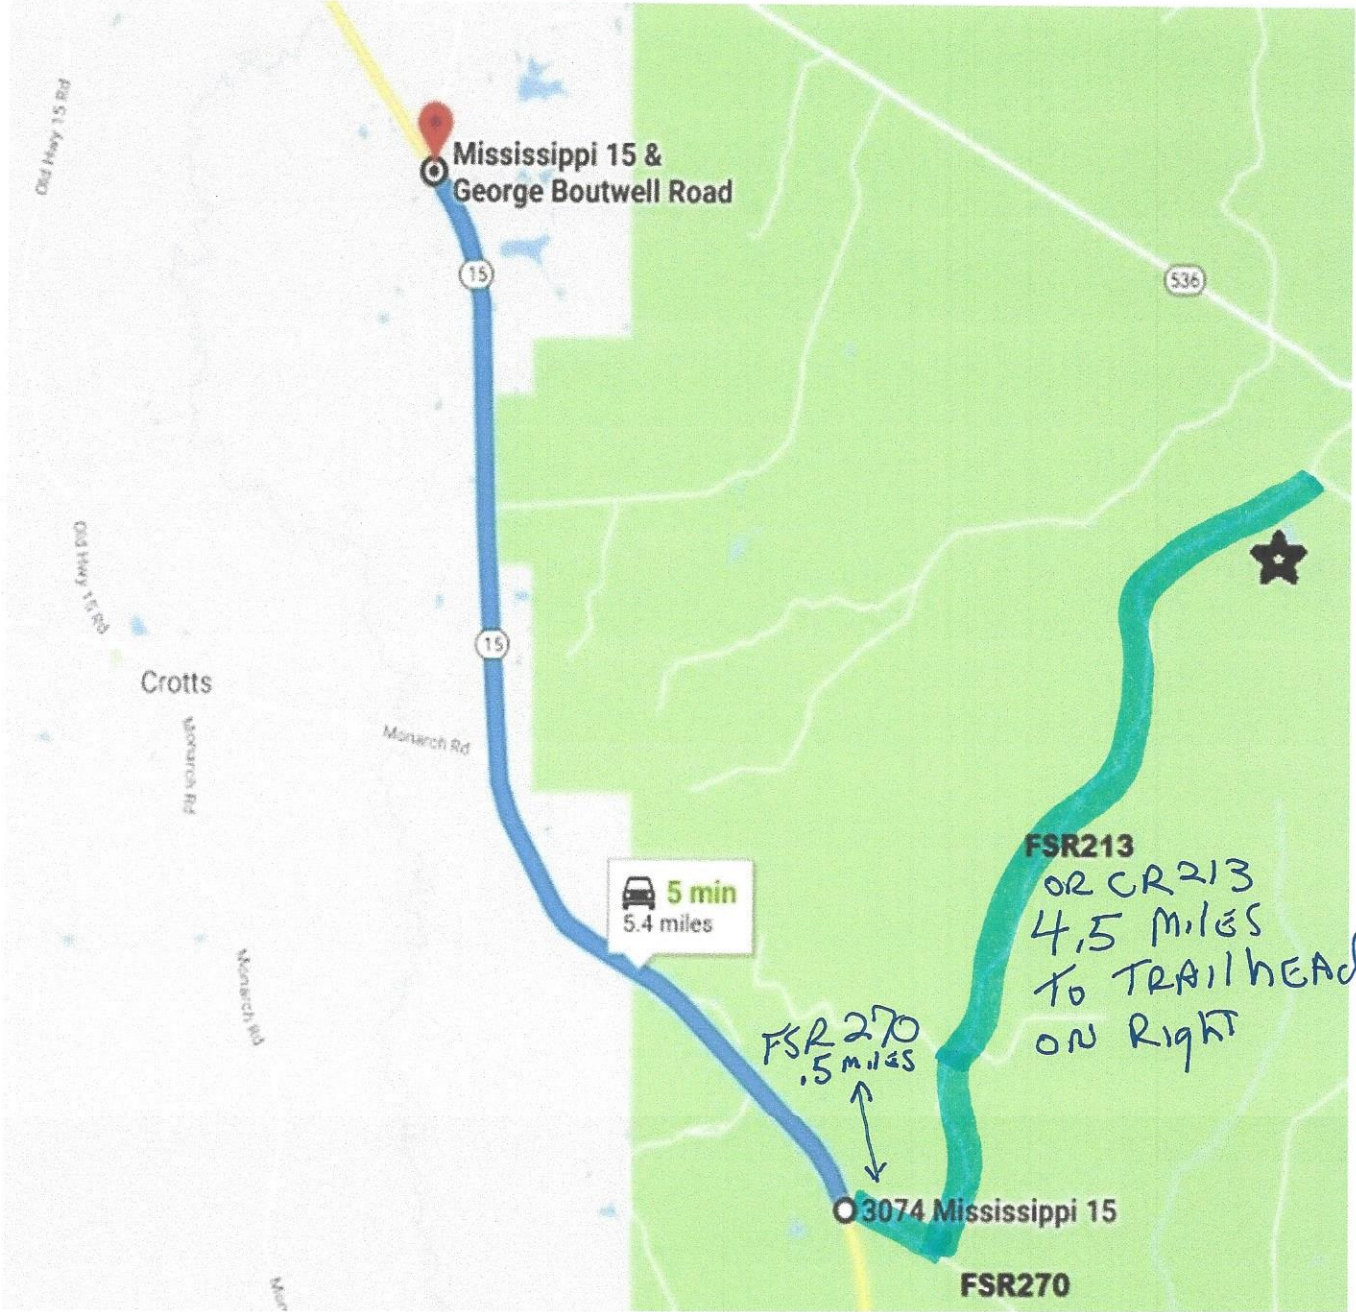 Old Hwy 15 Rd
Mississippi 15 &
George Boutwell Road
15
536
Old Hwy 15 Rd
15
Crotts
Monarch Rd
Monarch Rd
5 min
5.4 miles
FSR213
OR CR213
4.5 MilES
To TRAilhEAd
ON RighT
Monarch Rd
FSR 270
.5 MilES
3074 Mississippi 15
FSR270